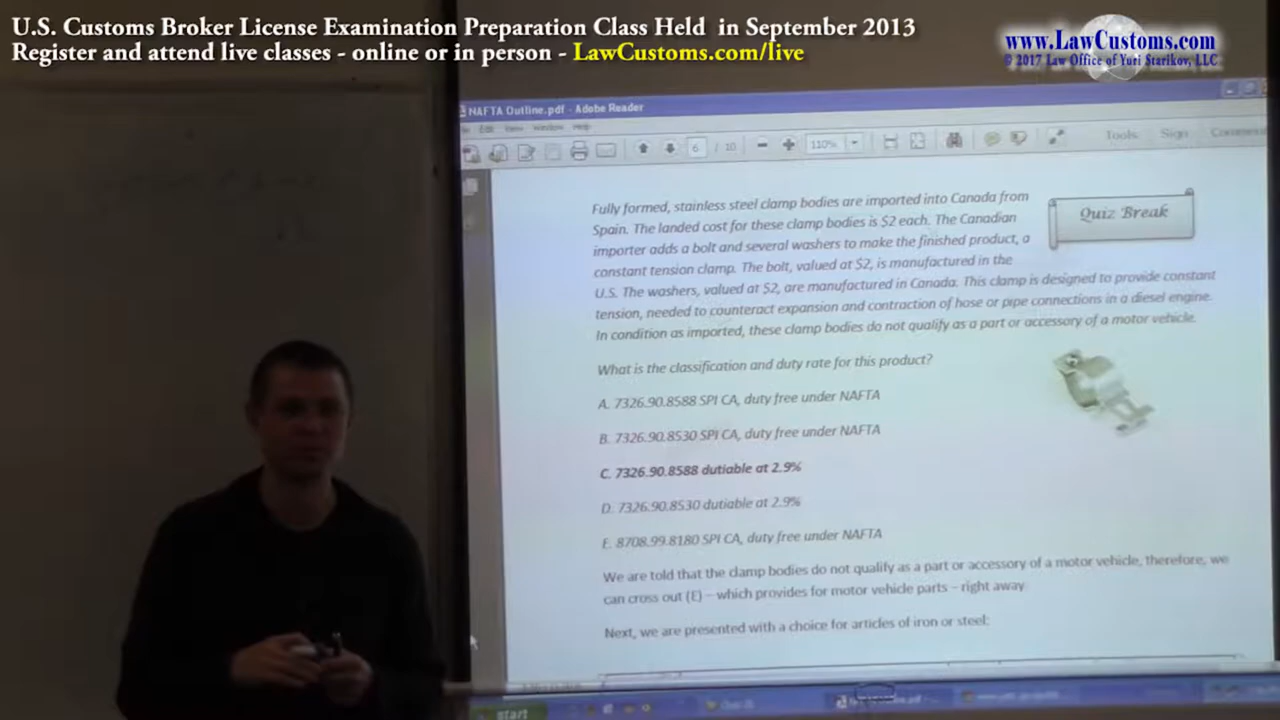 U.S. Customs Broker License Examination Preparation Class Held in September 2013
Register and attend live classes - online or in person - LawCustoms.com/live
www.LawCustoms.com
© 2017 Law Office of Yuri Starikov, LLC
NAFTA Outline.pdf - Adobe Reader
Edit View Window Help
6 / 10 110% Tools Sign
Fully formed, stainless steel clamp bodies are imported into Canada from
Spain. The landed cost for these clamp bodies is $2 each. The Canadian
importer adds a bolt and several washers to make the finished product, a
constant tension clamp. The bolt, valued at $2, is manufactured in the
U.S. The washers, valued at $2, are manufactured in Canada. This clamp is designed to provide constant
tension, needed to counteract expansion and contraction of hose or pipe connections in a diesel engine.
In condition as imported, these clamp bodies do not qualify as a part or accessory of a motor vehicle.
Quiz Break
What is the classification and duty rate for this product?
A. 7326.90.8588 SPI CA, duty free under NAFTA
B. 7326.90.8530 SPI CA, duty free under NAFTA
C. 7326.90.8588 dutiable at 2.9%
D. 7326.90.8530 dutiable at 2.9%
E. 8708.99.8180 SPI CA, duty free under NAFTA
We are told that the clamp bodies do not qualify as a part or accessory of a motor vehicle, therefore, we
can cross out (E) – which provides for motor vehicle parts – right away
Next, we are presented with a choice for articles of iron or steel:
start